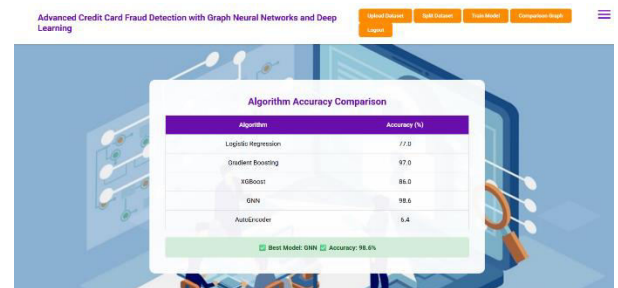 Advanced Credit Card Fraud Detection with Graph Neural Networks and Deep
Learning
Upload Dataset Split Dataset Train Model Comparison Graph
Logout
Algorithm Accuracy Comparison
Algorithm Accuracy (%)
Logistic Regression 77.0
Gradient Boosting 97.0
XGBoost 86.0
GNN 98.6
AutoEncoder 6.4
✅ Best Model: GNN ✅ Accuracy: 98.6%